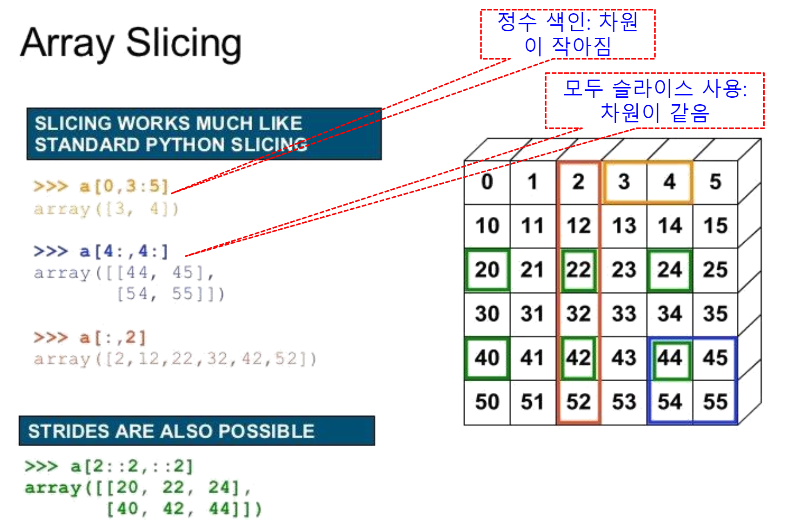 Array Slicing
정수 색인: 차원
이 작아짐
모두 슬라이스 사용:
차원이 같음
SLICING WORKS MUCH LIKE
STANDARD PYTHON SLICING
>>> a[0,3:5]
array([3, 4])
>>> a[4:,4:]
array([[44, 45],
[54, 55]])
>>> a[:,2]
array([2,12,22,32,42,52])
STRIDES ARE ALSO POSSIBLE
>>> a[2::2,::2]
array([[20, 22, 24],
[40, 42, 44]])
0 1 2 3 4 5
10 11 12 13 14 15
20 21 22 23 24 25
30 31 32 33 34 35
40 41 42 43 44 45
50 51 52 53 54 55